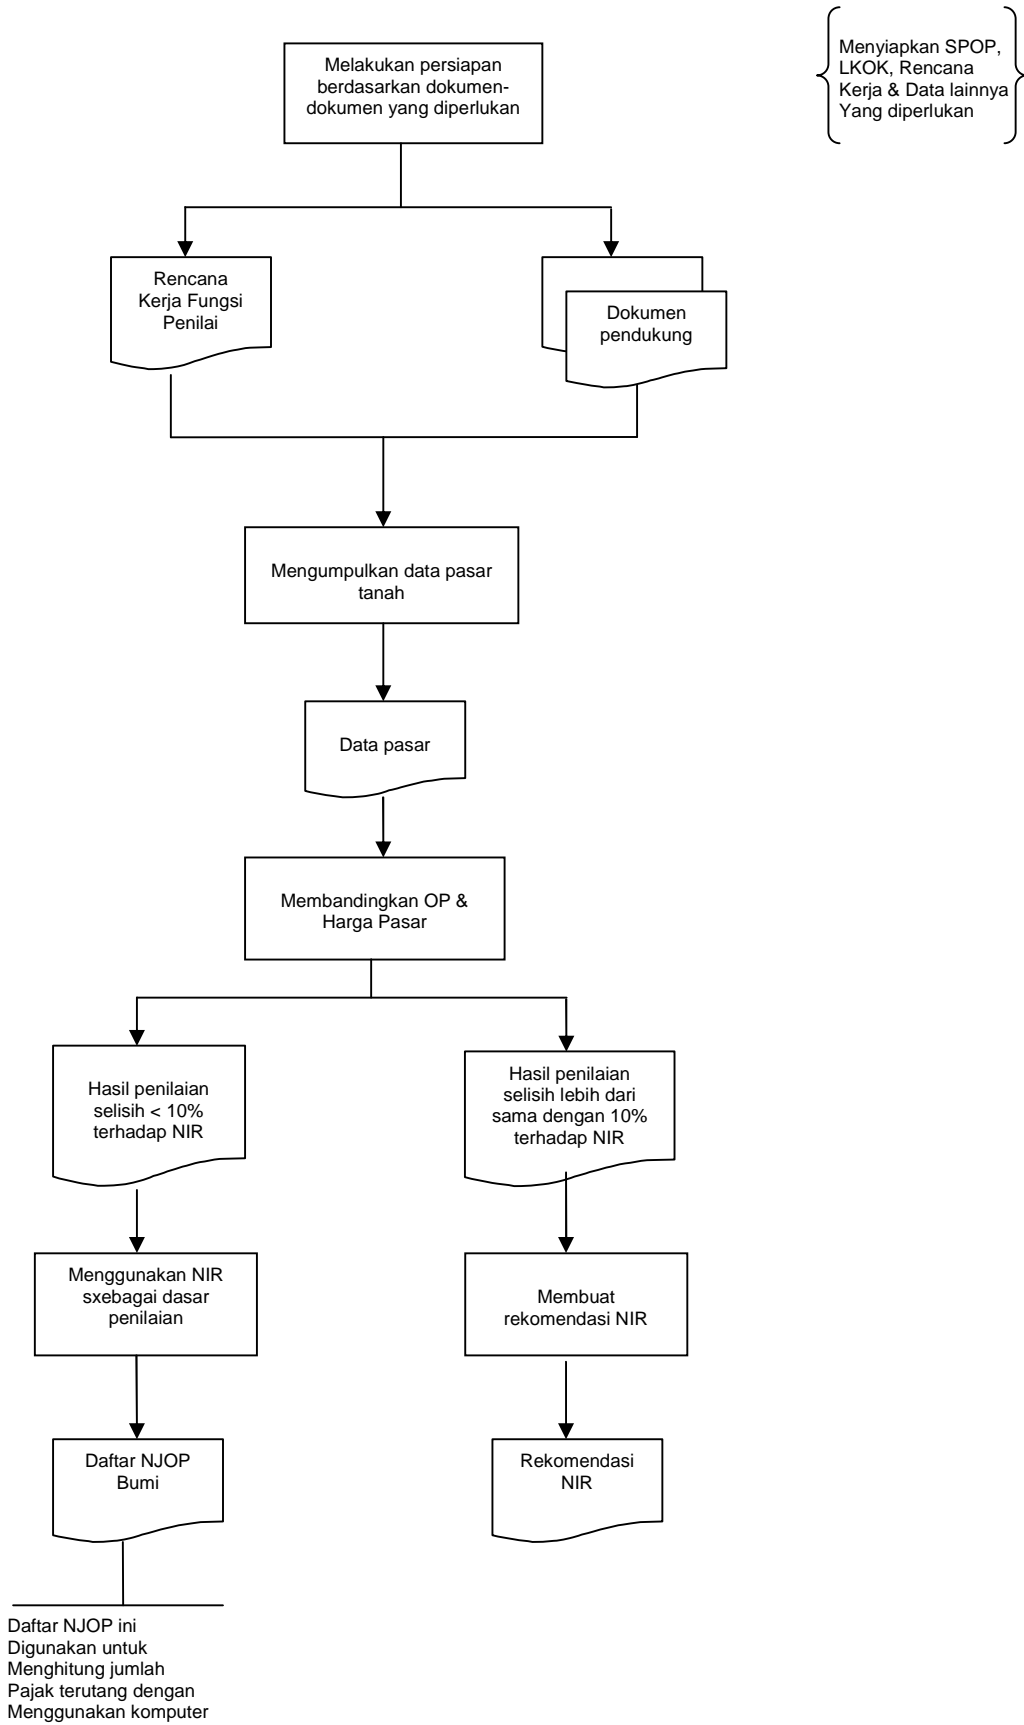 Melakukan persiapan
berdasarkan dokumen-
dokumen yang diperlukan
Menyiapkan SPOP,
LKOK, Rencana
Kerja & Data lainnya
Yang diperlukan
Rencana
Kerja Fungsi
Penilai
Dokumen
pendukung
Mengumpulkan data pasar
tanah
Data pasar
Membandingkan OP &
Harga Pasar
Hasil penilaian
selisih < 10%
terhadap NIR
Hasil penilaian
selisih lebih dari
sama dengan 10%
terhadap NIR
Menggunakan NIR
sxebagai dasar
penilaian
Membuat
rekomendasi NIR
Daftar NJOP
Bumi
Rekomendasi
NIR
Daftar NJOP ini
Digunakan untuk
Menghitung jumlah
Pajak terutang dengan
Menggunakan komputer